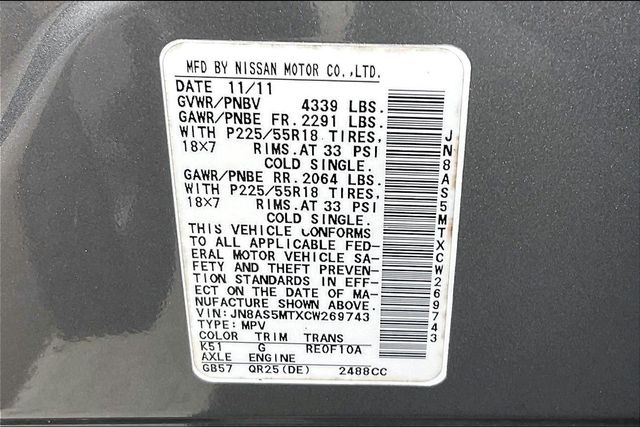 MFD BY NISSAN MOTOR CO.,LTD.
DATE 11/11
GVWR/PNBV 4339 LBS.
GAWR/PNBE FR. 2291 LBS.
WITH P225/55R18 TIRES,
18X7 RIMS.AT 33 PSI
COLD SINGLE.
GAWR/PNBE RR. 2064 LBS.
WITH P225/55R18 TIRES,
18X7 RIMS.AT 33 PSI
COLD SINGLE.
THIS VEHICLE CONFORMS
TO ALL APPLICABLE FED-
ERAL MOTOR VEHICLE SA-
FETY AND THEFT PREVEN-
TION STANDARDS IN EFF-
ECT ON THE DATE OF MA-
NUFACTURE SHOWN ABOVE.
VIN:JN8AS5MTXCW269743
TYPE:MPV
COLOR TRIM TRANS
K51 G RE0F10A
AXLE ENGINE
GB57 QR25(DE) 2488CC
JN8AS5MTXCW269743